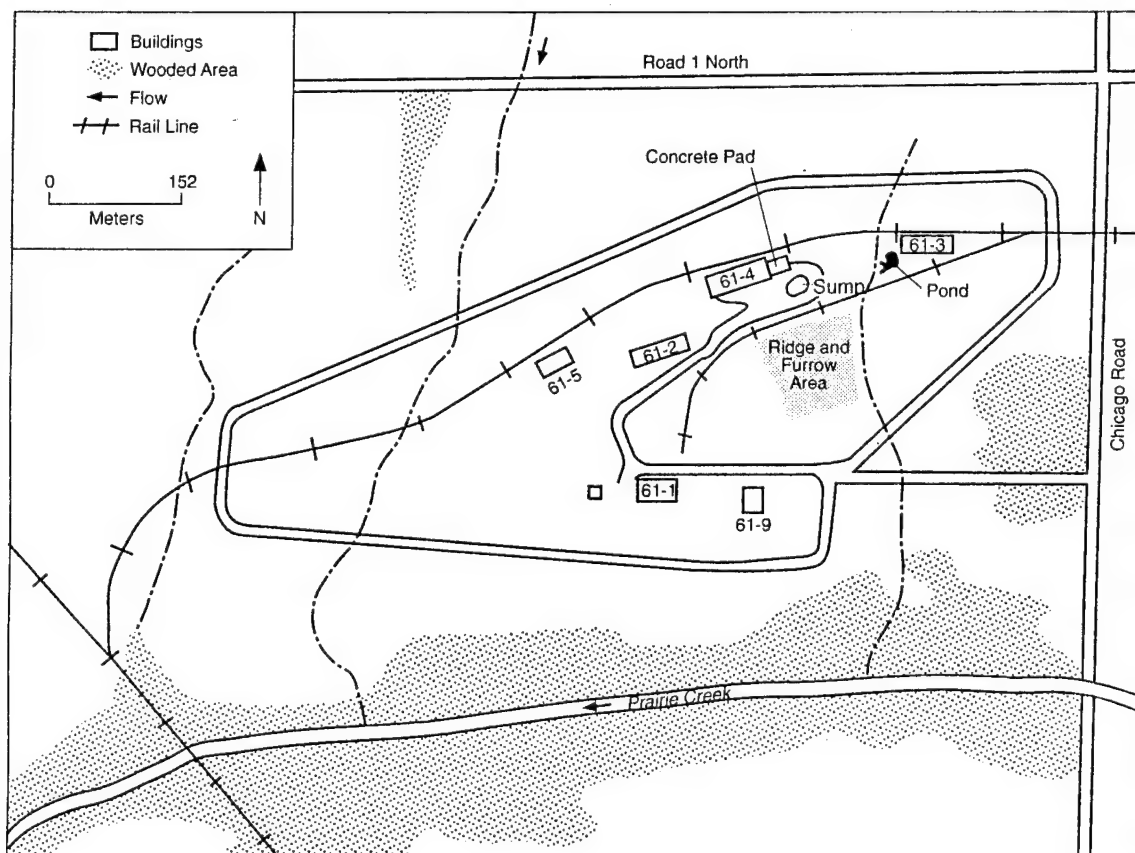 Buildings
Wooded Area
Flow
Rail Line
0 152
Meters
N
Road 1 North
Concrete Pad
61-3
61-4
Sump
Pond
61-2
Ridge and
Furrow
Area
61-5
Chicago Road
61-1
61-9
Prairie Creek